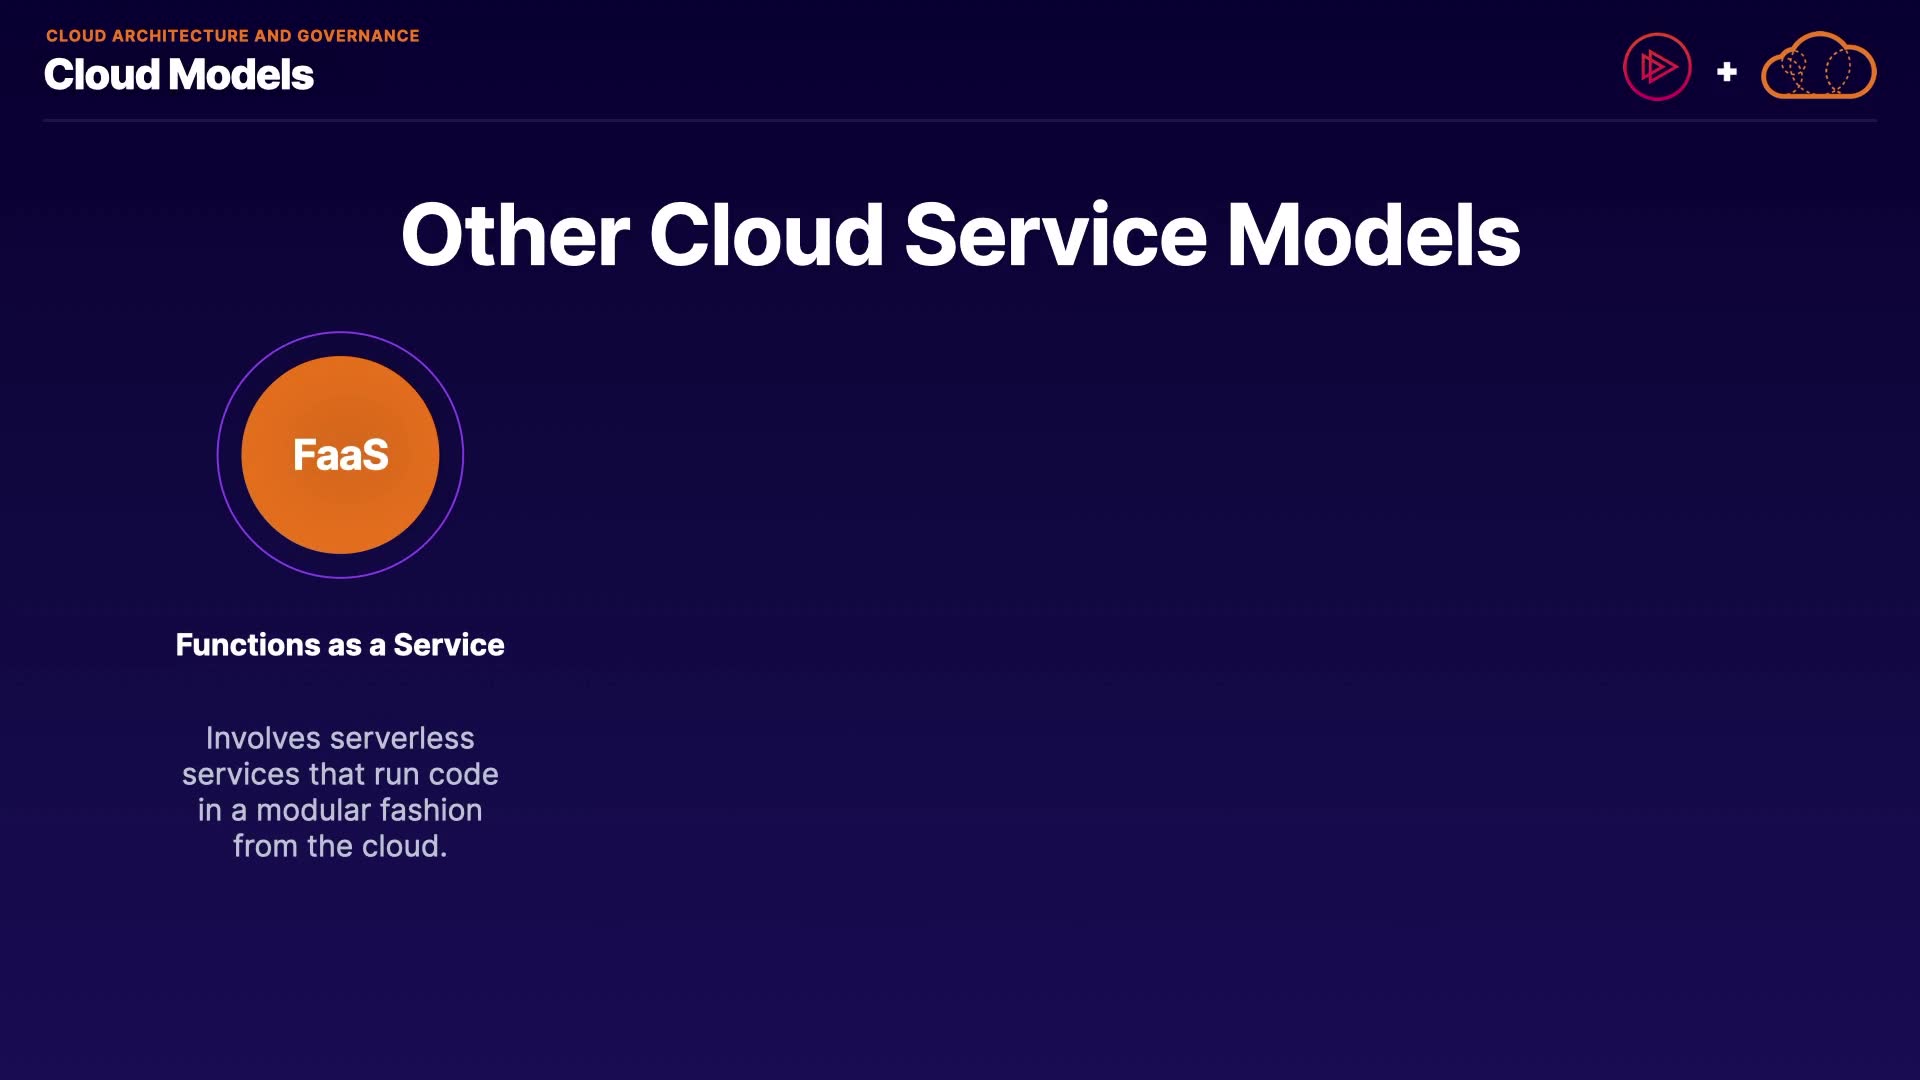 CLOUD ARCHITECTURE AND GOVERNANCE
Cloud Models
+
Other Cloud Service Models
FaaS
Functions as a Service
Involves serverless
services that run code
in a modular fashion
from the cloud.